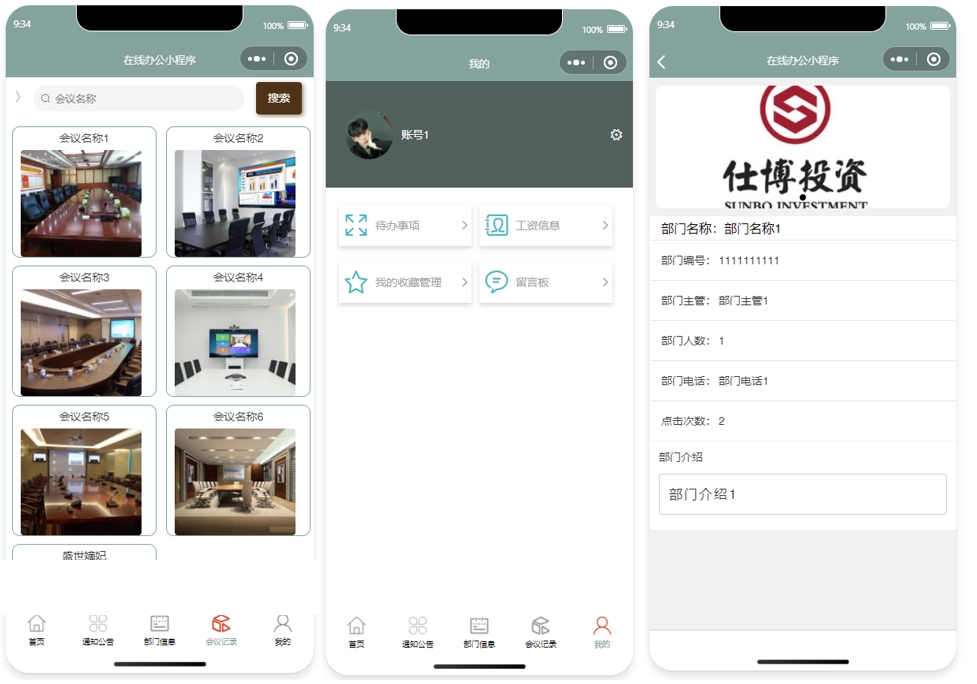 9:34
100%
在线办公小程序
会议名称
搜索
会议名称1
会议名称2
会议名称3
会议名称4
会议名称5
会议名称6
盛世嫡妃
首页
通知公告
部门信息
会议记录
我的
9:34
100%
我的
账号1
待办事项
工资信息
我的收藏管理
留言板
首页
通知公告
部门信息
会议记录
我的
9:34
100%
在线办公小程序
仕博投资
SUNBO INVESTMENT
部门名称：部门名称1
部门编号：1111111111
部门主管：部门主管1
部门人数：1
部门电话：部门电话1
点击次数：2
部门介绍
部门介绍1